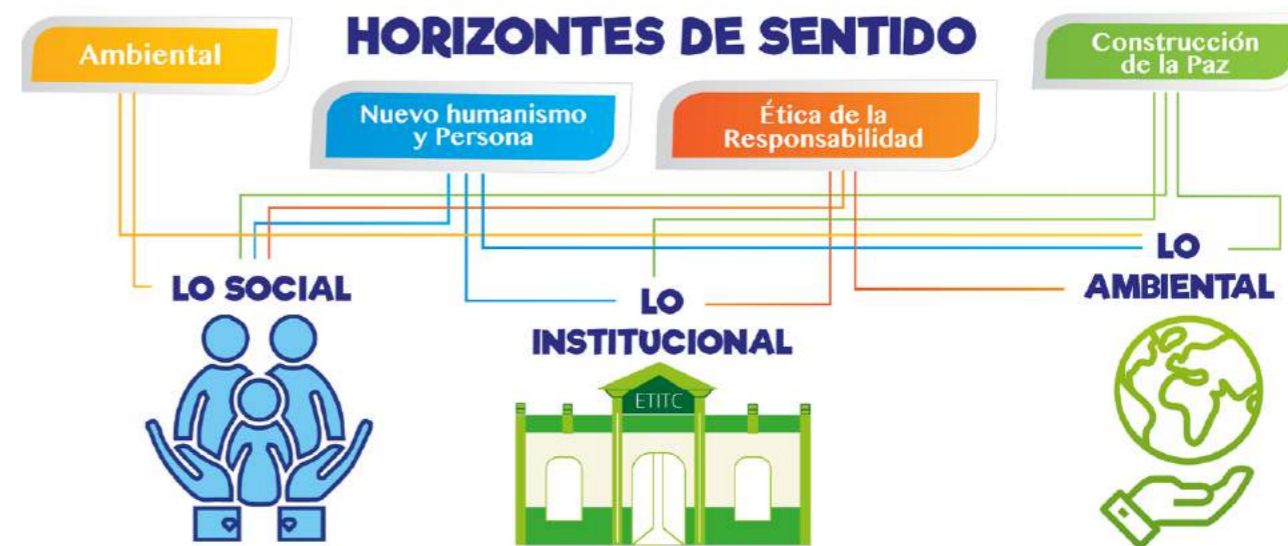 HORIZONTES DE SENTIDO
Ambiental
Nuevo humanismo
y Persona
Ética de la
Responsabilidad
Construcción
de la Paz
LO SOCIAL
LO
INSTITUCIONAL
LO
AMBIENTAL
ETITC